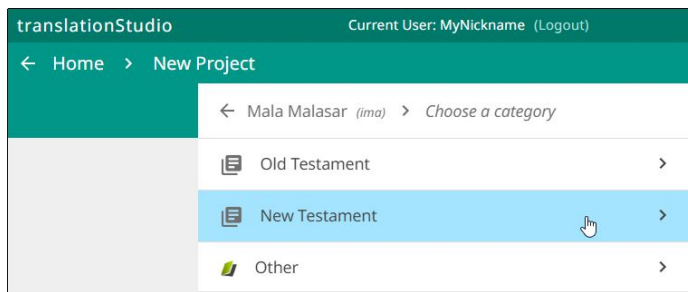 translationStudio Current User: MyNickname (Logout)
← Home > New Project
← Mala Malasar (ima) > Choose a category
Old Testament >
New Testament >
Other >